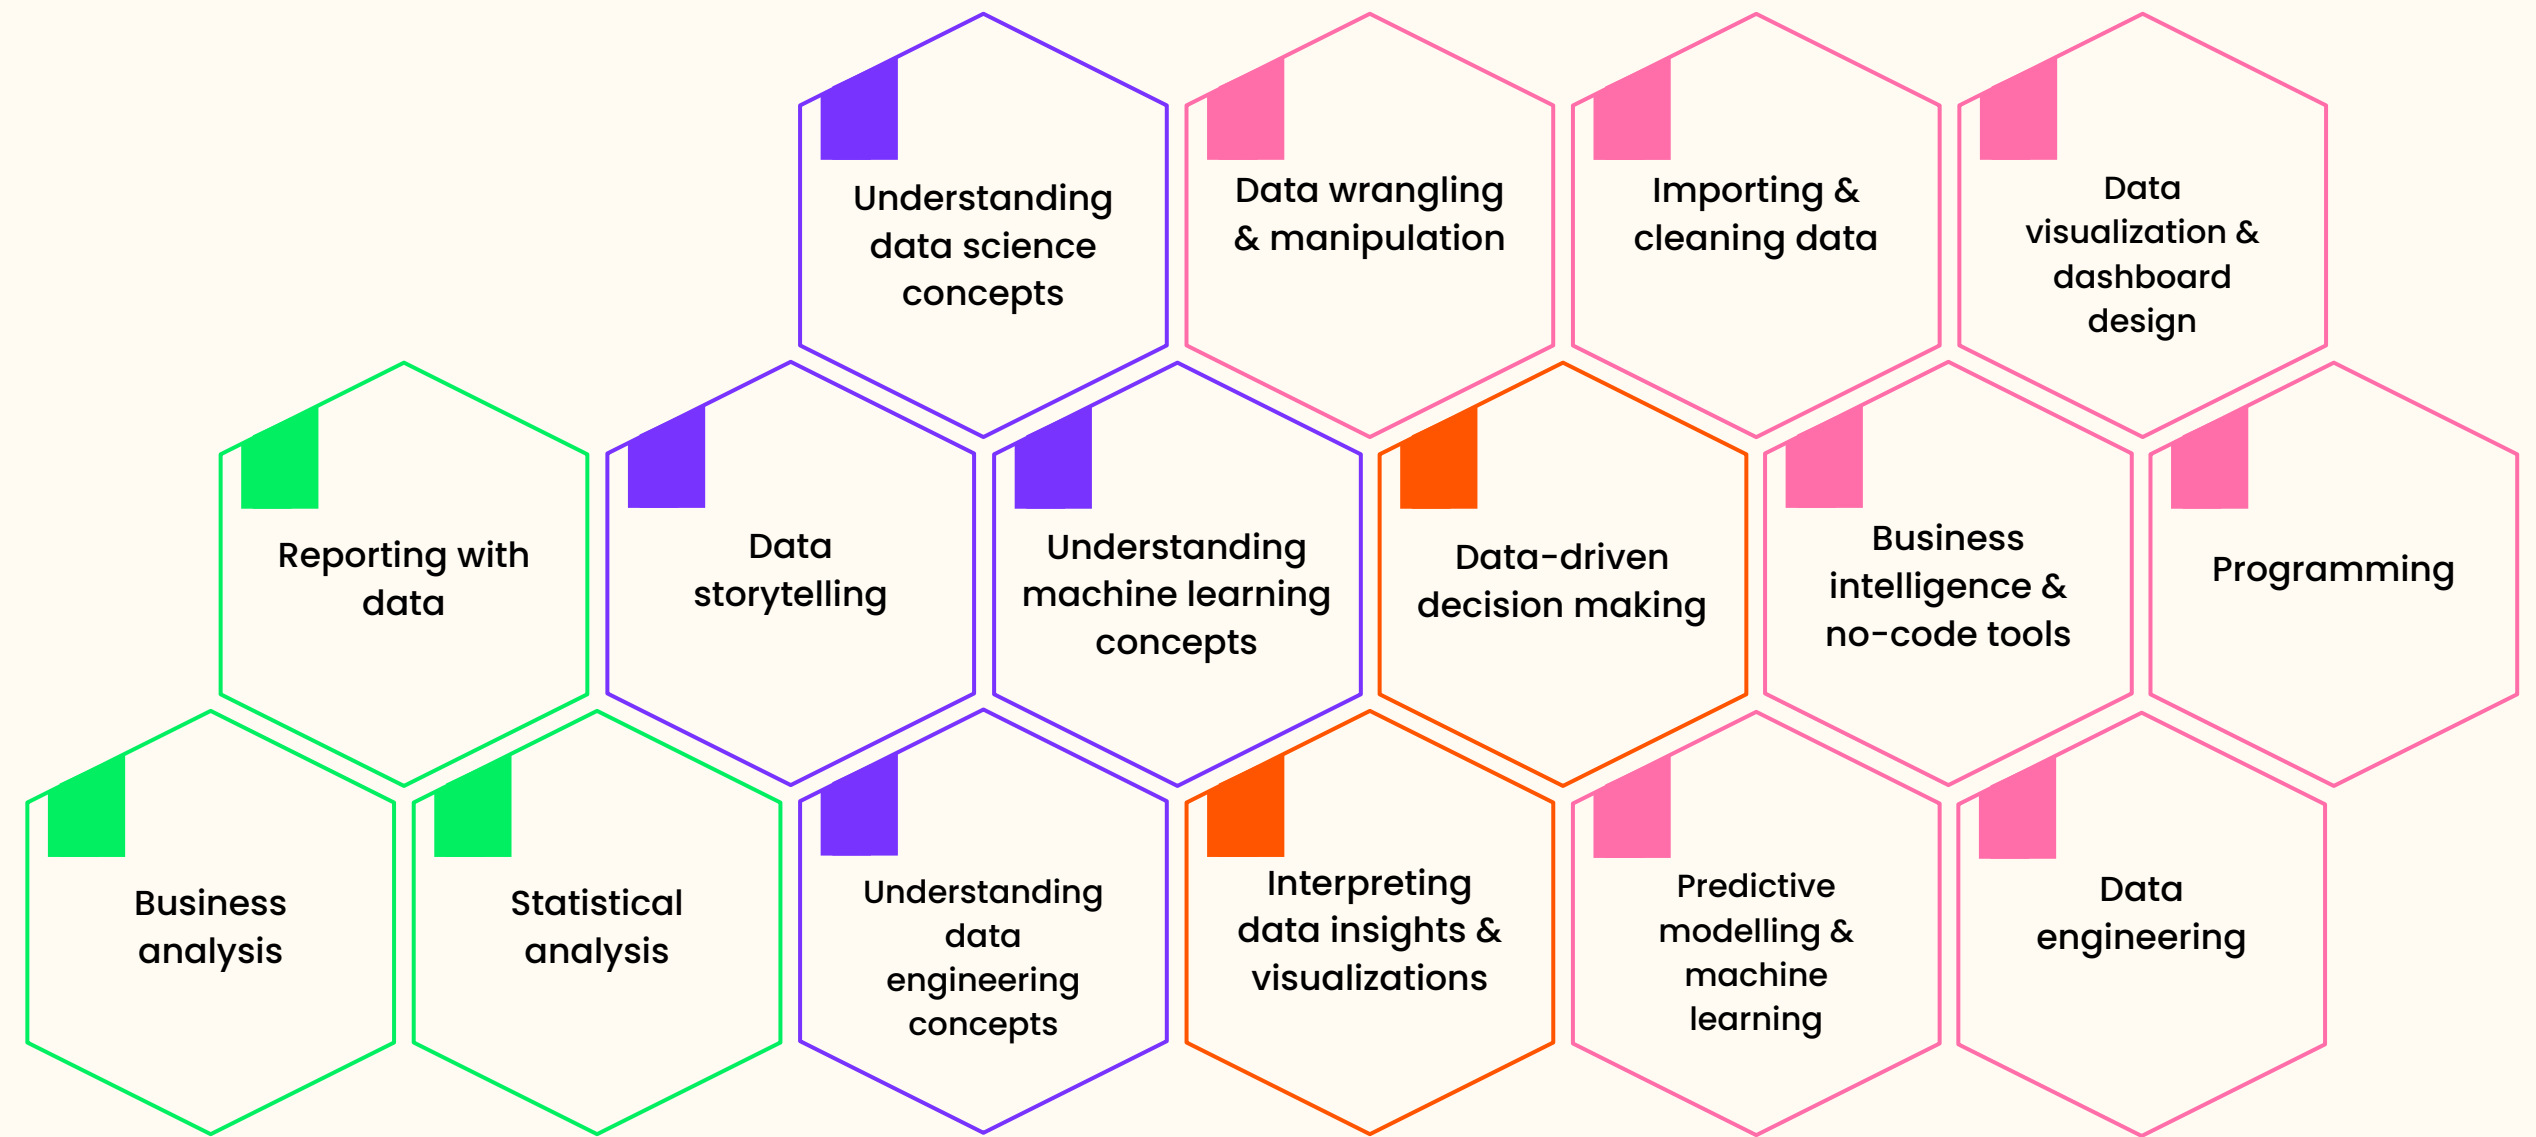 Understanding
data science
concepts
Data wrangling
& manipulation
Importing &
cleaning data
Data
visualization &
dashboard
design
Reporting with
data
Data
storytelling
Understanding
machine learning
concepts
Data-driven
decision making
Business
intelligence &
no-code tools
Programming
Business
analysis
Statistical
analysis
Understanding
data
engineering
concepts
Interpreting
data insights &
visualizations
Predictive
modelling &
machine
learning
Data
engineering